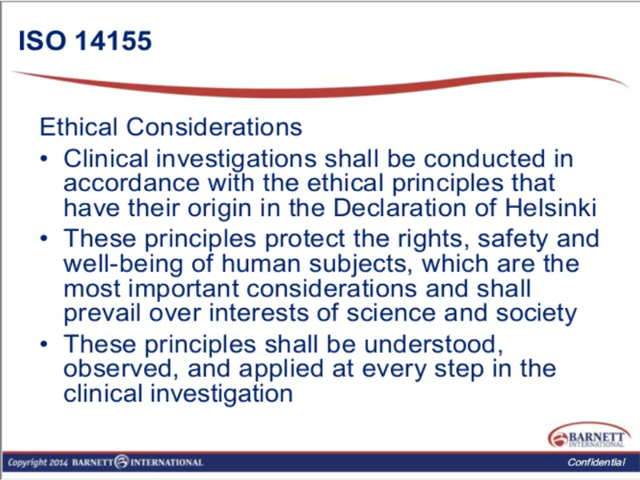 ISO 14155
Ethical Considerations
• Clinical investigations shall be conducted in
accordance with the ethical principles that
have their origin in the Declaration of Helsinki
• These principles protect the rights, safety and
well-being of human subjects, which are the
most important considerations and shall
prevail over interests of science and society
• These principles shall be understood,
observed, and applied at every step in the
clinical investigation
BARNETT
INTERNATIONAL
Copyright 2014 BARNETT INTERNATIONAL
Confidential